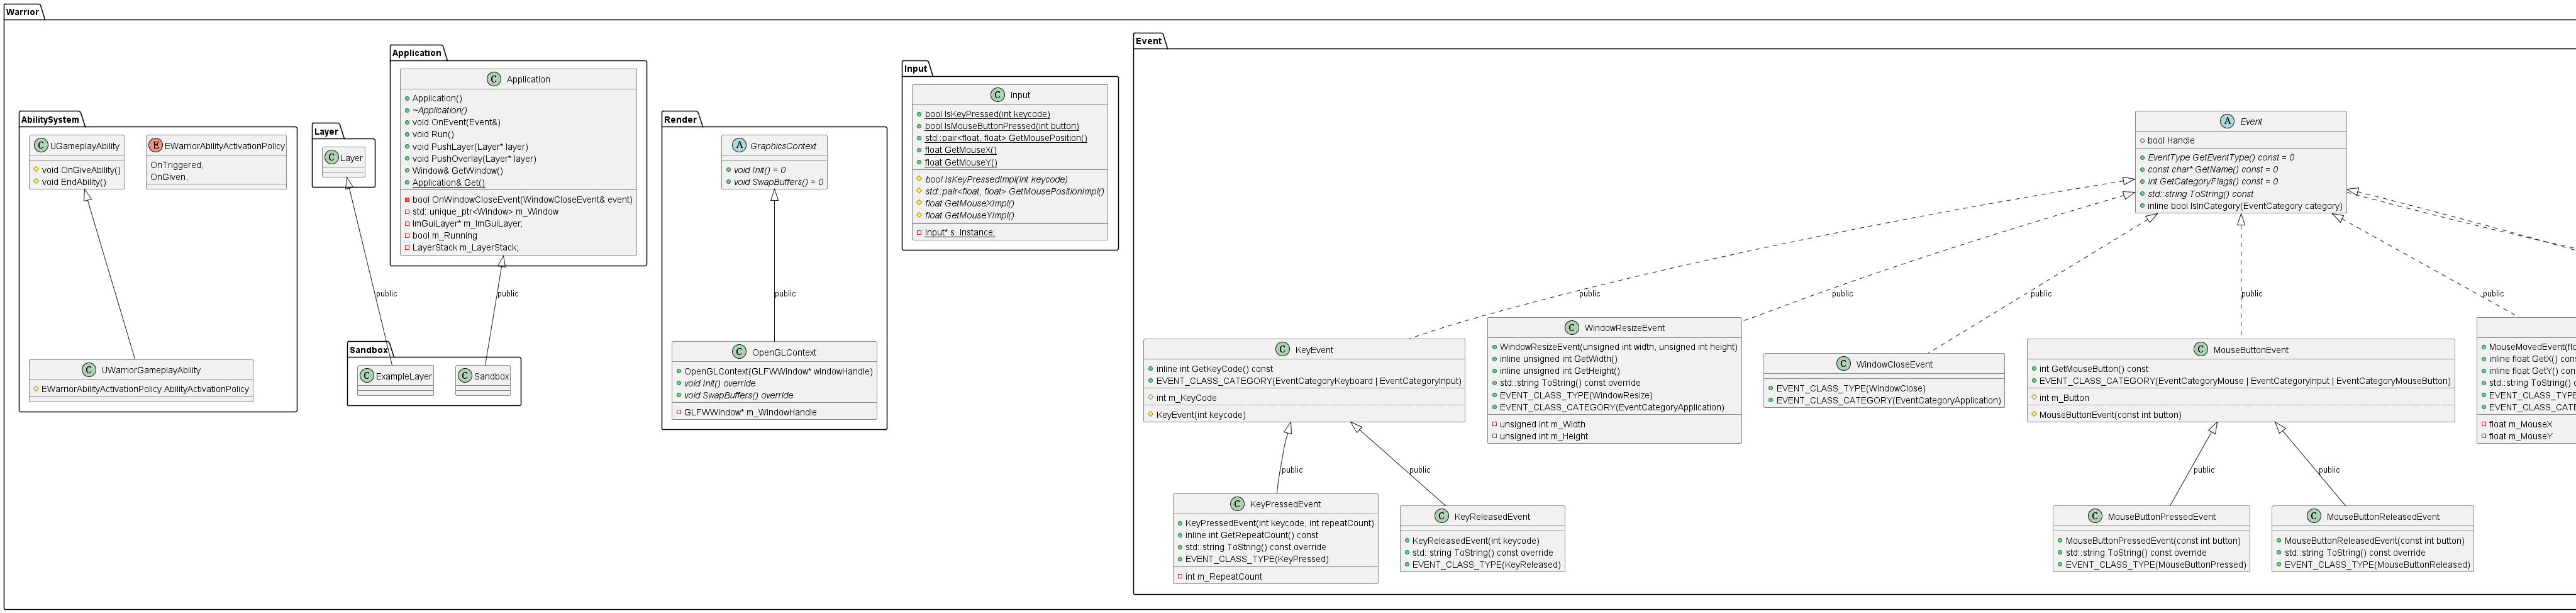 Warrior
AbilitySystem
UGameplayAbility
void OnGiveAbility()
void EndAbility()
EWarriorAbilityActivationPolicy
OnTriggered,
OnGiven,
UWarriorGameplayAbility
EWarriorAbilityActivationPolicy AbilityActivationPolicy
Layer
Layer
public
Application
Application
Application()
~Application()
void OnEvent(Event&)
void Run()
void PushLayer(Layer* layer)
void PushOverlay(Layer* layer)
Window& GetWindow()
Application& Get()
bool OnWindowCloseEvent(WindowCloseEvent& event)
std::unique_ptr<Window> m_Window
ImGuiLayer* m_ImGuiLayer;
bool m_Running
LayerStack m_LayerStack;
public
Sandbox
ExampleLayer
Sandbox
Render
GraphicsContext
void Init() = 0
void SwapBuffers() = 0
public
OpenGLContext
OpenGLContext(GLFWWindow* windowHandle)
void Init() override
void SwapBuffers() override
GLFWWindow* m_WindowHandle
Input
Input
bool IsKeyPressed(int keycode)
bool IsMouseButtonPressed(int button)
std::pair<float, float> GetMousePosition()
float GetMouseX()
float GetMouseY()
bool IsKeyPressedImpl(int keycode)
std::pair<float, float> GetMousePositionImpl()
float GetMouseXImpl()
float GetMouseYImpl()
Input* s_Instance;
Event
Event
bool Handle
EventType GetEventType() const = 0
const char* GetName() const = 0
int GetCategoryFlags() const = 0
std::string ToString() const
inline bool IsInCategory(EventCategory category)
public
public
public
public
public
KeyEvent
inline int GetKeyCode() const
EVENT_CLASS_CATEGORY(EventCategoryKeyboard | EventCategoryInput)
int m_KeyCode
KeyEvent(int keycode)
WindowResizeEvent
WindowResizeEvent(unsigned int width, unsigned int height)
inline unsigned int GetWidth()
inline unsigned int GetHeight()
std::string ToString() const override
EVENT_CLASS_TYPE(WindowResize)
EVENT_CLASS_CATEGORY(EventCategoryApplication)
unsigned int m_Width
unsigned int m_Height
WindowCloseEvent
EVENT_CLASS_TYPE(WindowClose)
EVENT_CLASS_CATEGORY(EventCategoryApplication)
MouseButtonEvent
int GetMouseButton() const
EVENT_CLASS_CATEGORY(EventCategoryMouse | EventCategoryInput | EventCategoryMouseButton)
int m_Button
MouseButtonEvent(const int button)
MouseMovedEvent(flo
inline float GetX() cons
inline float GetY() con
std::string ToString() c
EVENT_CLASS_TYPE
EVENT_CLASS_CATE
float m_MouseX
float m_MouseY
public
public
KeyPressedEvent
KeyPressedEvent(int keycode, int repeatCount)
inline int GetRepeatCount() const
std::string ToString() const override
EVENT_CLASS_TYPE(KeyPressed)
int m_RepeatCount
KeyReleasedEvent
KeyReleasedEvent(int keycode)
std::string ToString() const override
EVENT_CLASS_TYPE(KeyReleased)
public
public
MouseButtonPressedEvent
MouseButtonPressedEvent(const int button)
std::string ToString() const override
EVENT_CLASS_TYPE(MouseButtonPressed)
MouseButtonReleasedEvent
MouseButtonReleasedEvent(const int button)
std::string ToString() const override
EVENT_CLASS_TYPE(MouseButtonReleased)